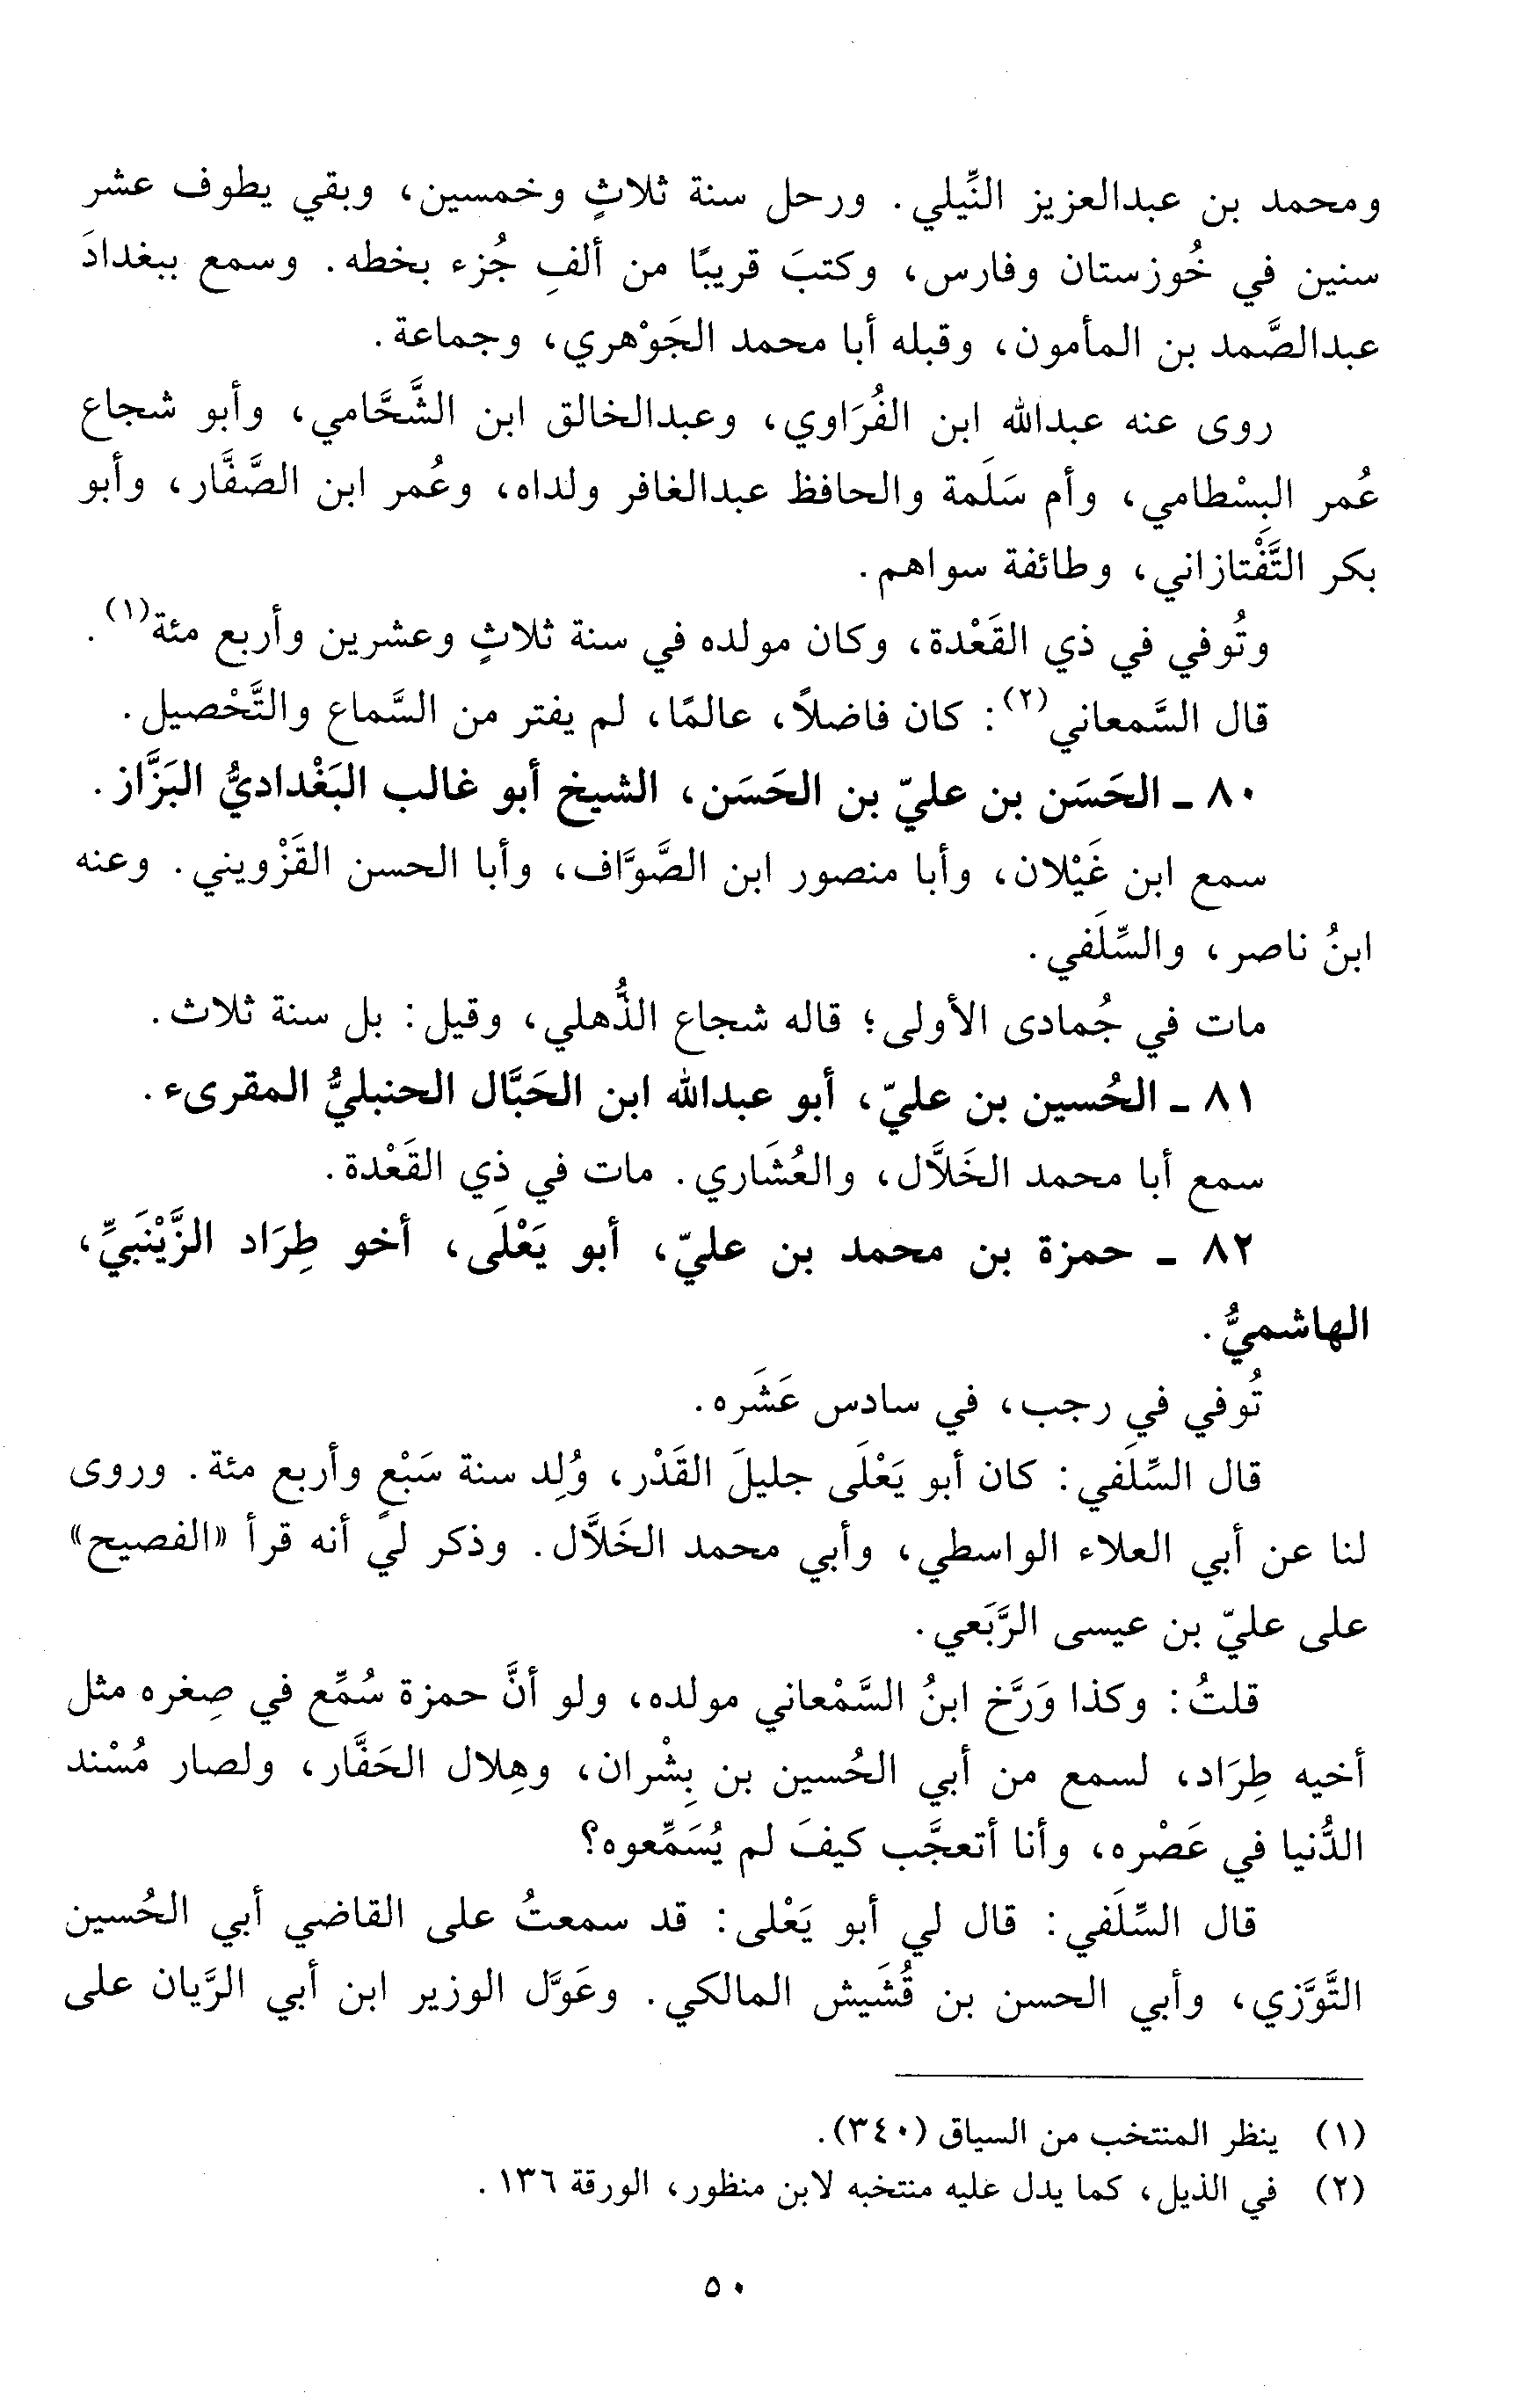 ومحمد بن عبدالعزيز النِّيلي. ورحل سنة ثلاثٍ وخمسين، وبقي يطوف عشر
سنين في خُوزستان وفارس، وكتبَ قريبًا من ألفِ جُزء بخطه. وسمع ببغدادَ
عبدالصَّمد بن المأمون، وقبله أبا محمد الجَوْهري، وجماعة.
روى عنه عبدالله ابن الفُرَاوي، وعبدالخالق ابن الشَّحَّامي، وأبو شجاع
عُمر البِسْطامي، وأم سَلَمة والحافظ عبدالغافر ولداه، وعُمر ابن الصَّفَّار، وأبو
بكر التَّفْتازاني، وطائفة سواهم.
وتُوفي في ذي القَعْدة، وكان مولده في سنة ثلاثٍ وعشرين وأربع مئة(١).
قال السَّمعاني(٢): كان فاضلاً، عالمًا، لم يفتر من السَّماع والتَّحْصيل.
٨٠ ـ الحَسَن بن عليّ بن الحَسَن، الشيخ أبو غالب البَغْداديُّ البَزَّاز.
سمع ابن غَيْلان، وأبا منصور ابن الصَّوَّاف، وأبا الحسن القَزْويني. وعنه
ابنُ ناصر، والسِّلَفي.
مات في جُمادى الأولى؛ قاله شجاع الذُّهلي، وقيل: بل سنة ثلاث.
٨١ ـ الحُسين بن عليّ، أبو عبدالله ابن الحَبَّال الحنبليُّ المقرىء.
سمع أبا محمد الخَلاَّل، والعُشَاري. مات في ذي القَعْدة.
٨٢ ـ حمزة بن محمد بن عليّ، أبو يَعْلَى، أخو طِرَاد الزَّيْنَبيِّ،
الهاشميُّ.
تُوفي في رجب، في سادس عَشَره.
قال السِّلَفي: كان أبو يَعْلَى جليلَ القَدْر، وُلِد سنة سَبْعٍ وأربع مئة. وروى
لنا عن أبي العلاء الواسطي، وأبي محمد الخَلاَّل. وذكر لي أنه قرأ «الفصيح»
على عليّ بن عيسى الرَّبَعي.
قلتُ: وكذا وَرَّخ ابنُ السَّمْعاني مولده، ولو أنَّ حمزة سُمِّع في صِغره مثل
أخيه طِرَاد، لسمع من أبي الحُسين بن بِشْران، وهِلال الحَفَّار، ولصار مُسْند
الدُّنيا في عَصْره، وأنا أتعجَّب كيفَ لم يُسَمِّعوه؟
قال السِّلَفي: قال لي أبو يَعْلى: قد سمعتُ على القاضي أبي الحُسين
التَّوَّزي، وأبي الحسن بن قُشَيش المالكي. وعَوَّل الوزير ابن أبي الرَّيان على
(١) ينظر المنتخب من السياق (٣٤٠).
(٢) في الذيل، كما يدل عليه منتخبه لابن منظور، الورقة ١٣٦.
٥٠